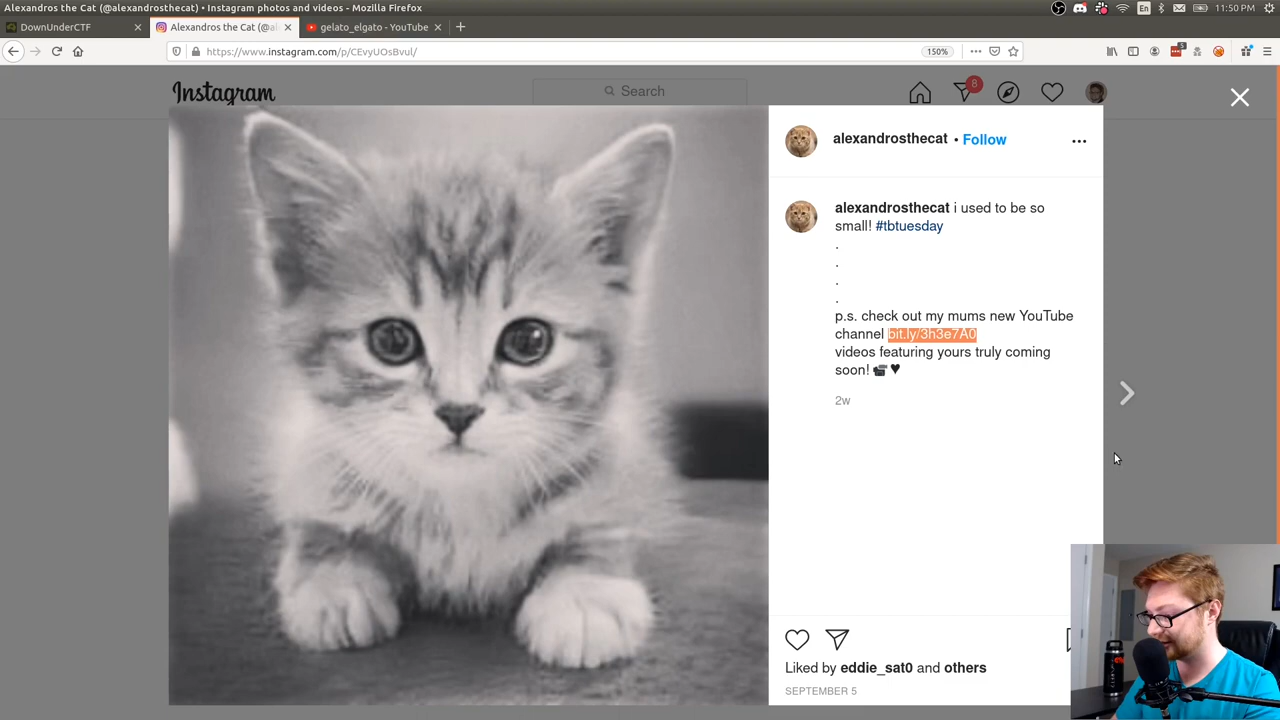 Alexandros the Cat (@alexandrosthecat) • Instagram photos and videos - Mozilla Firefox
En
11:50 PM
DownUnderCTF
Alexandros the Cat (@al
gelato_elgato - YouTube
https://www.instagram.com/p/CEvyUOsBvul/
150%
Instagram
Search
8
alexandrosthecat • Follow
alexandrosthecat i used to be so
small! #tbtuesday
.
.
.
.
p.s. check out my mums new YouTube
channel bit.ly/3h3e7A0
videos featuring yours truly coming
soon! 📹♥
2w
Liked by eddie_sat0 and others
SEPTEMBER 5